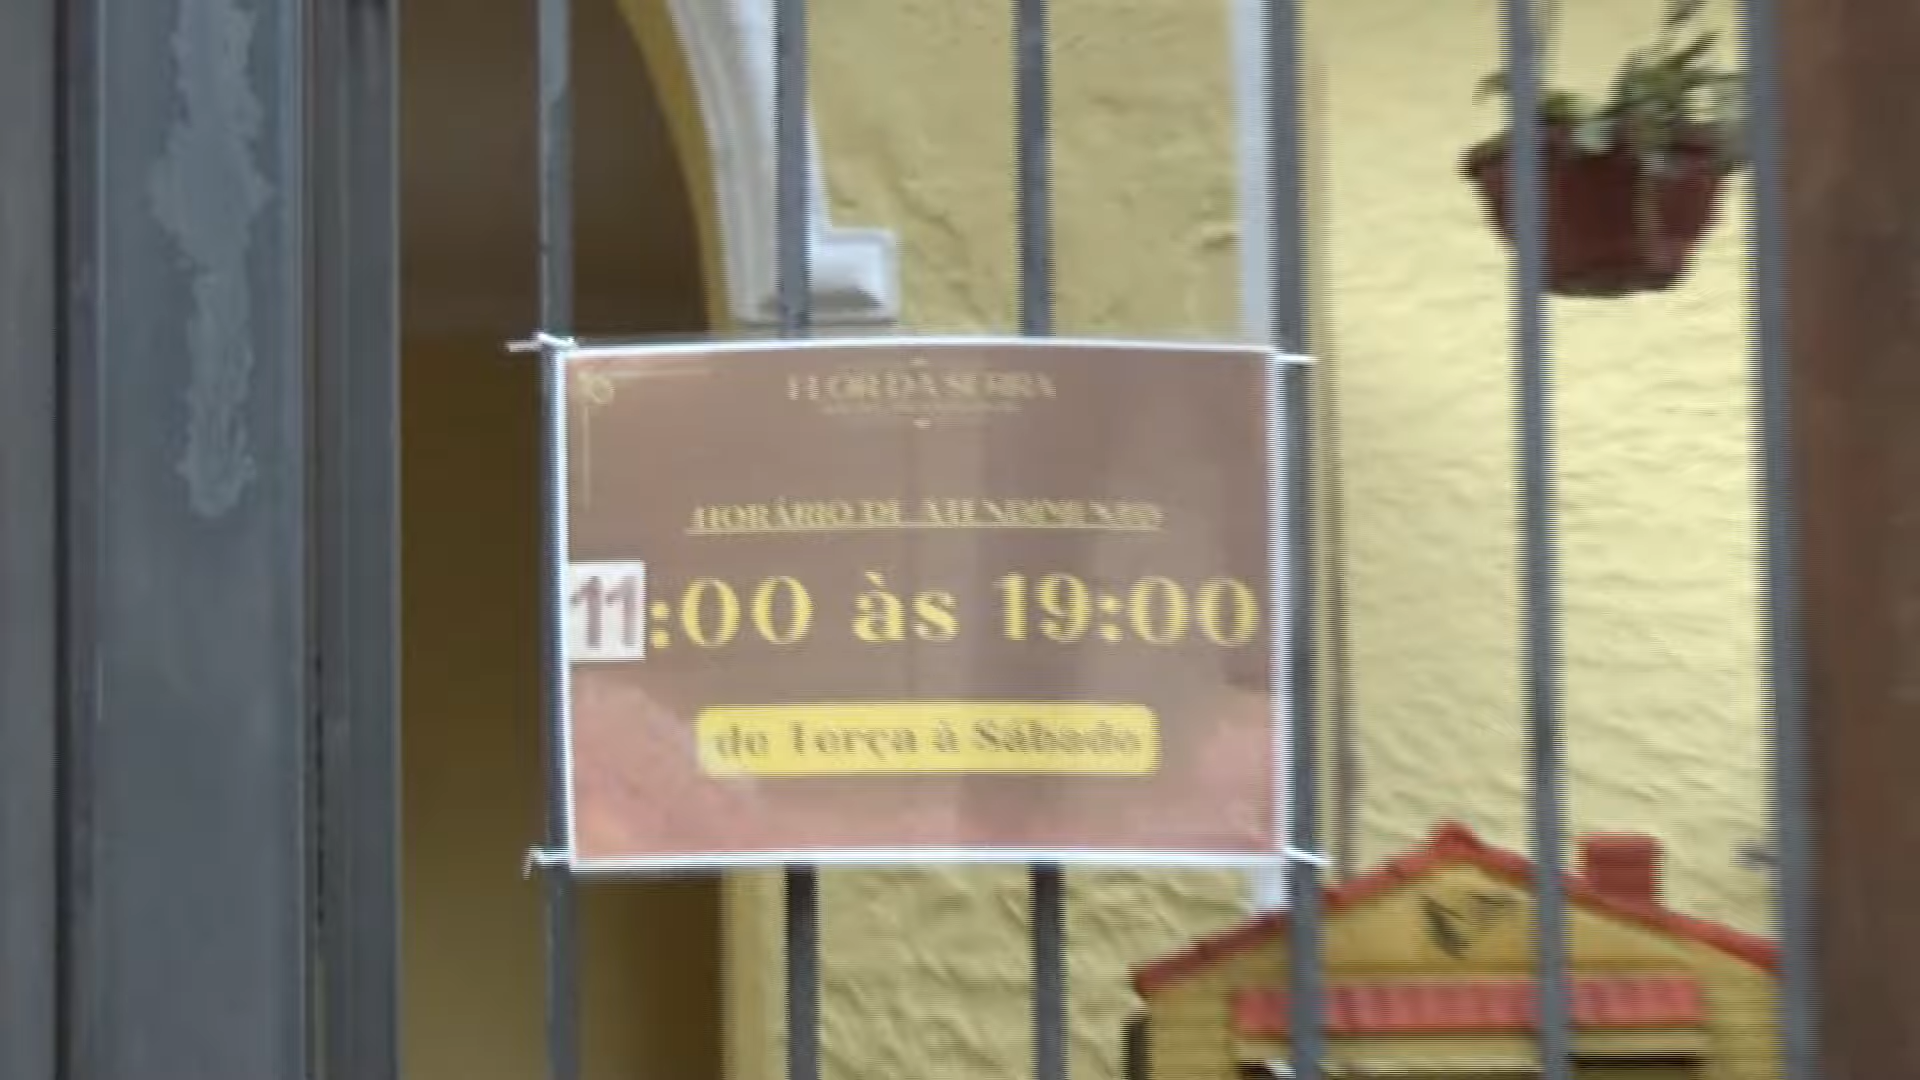 FLOR DA SERRA
HORÁRIO DE ATENDIMENTO
11:00 às 19:00
de Terça à Sábado